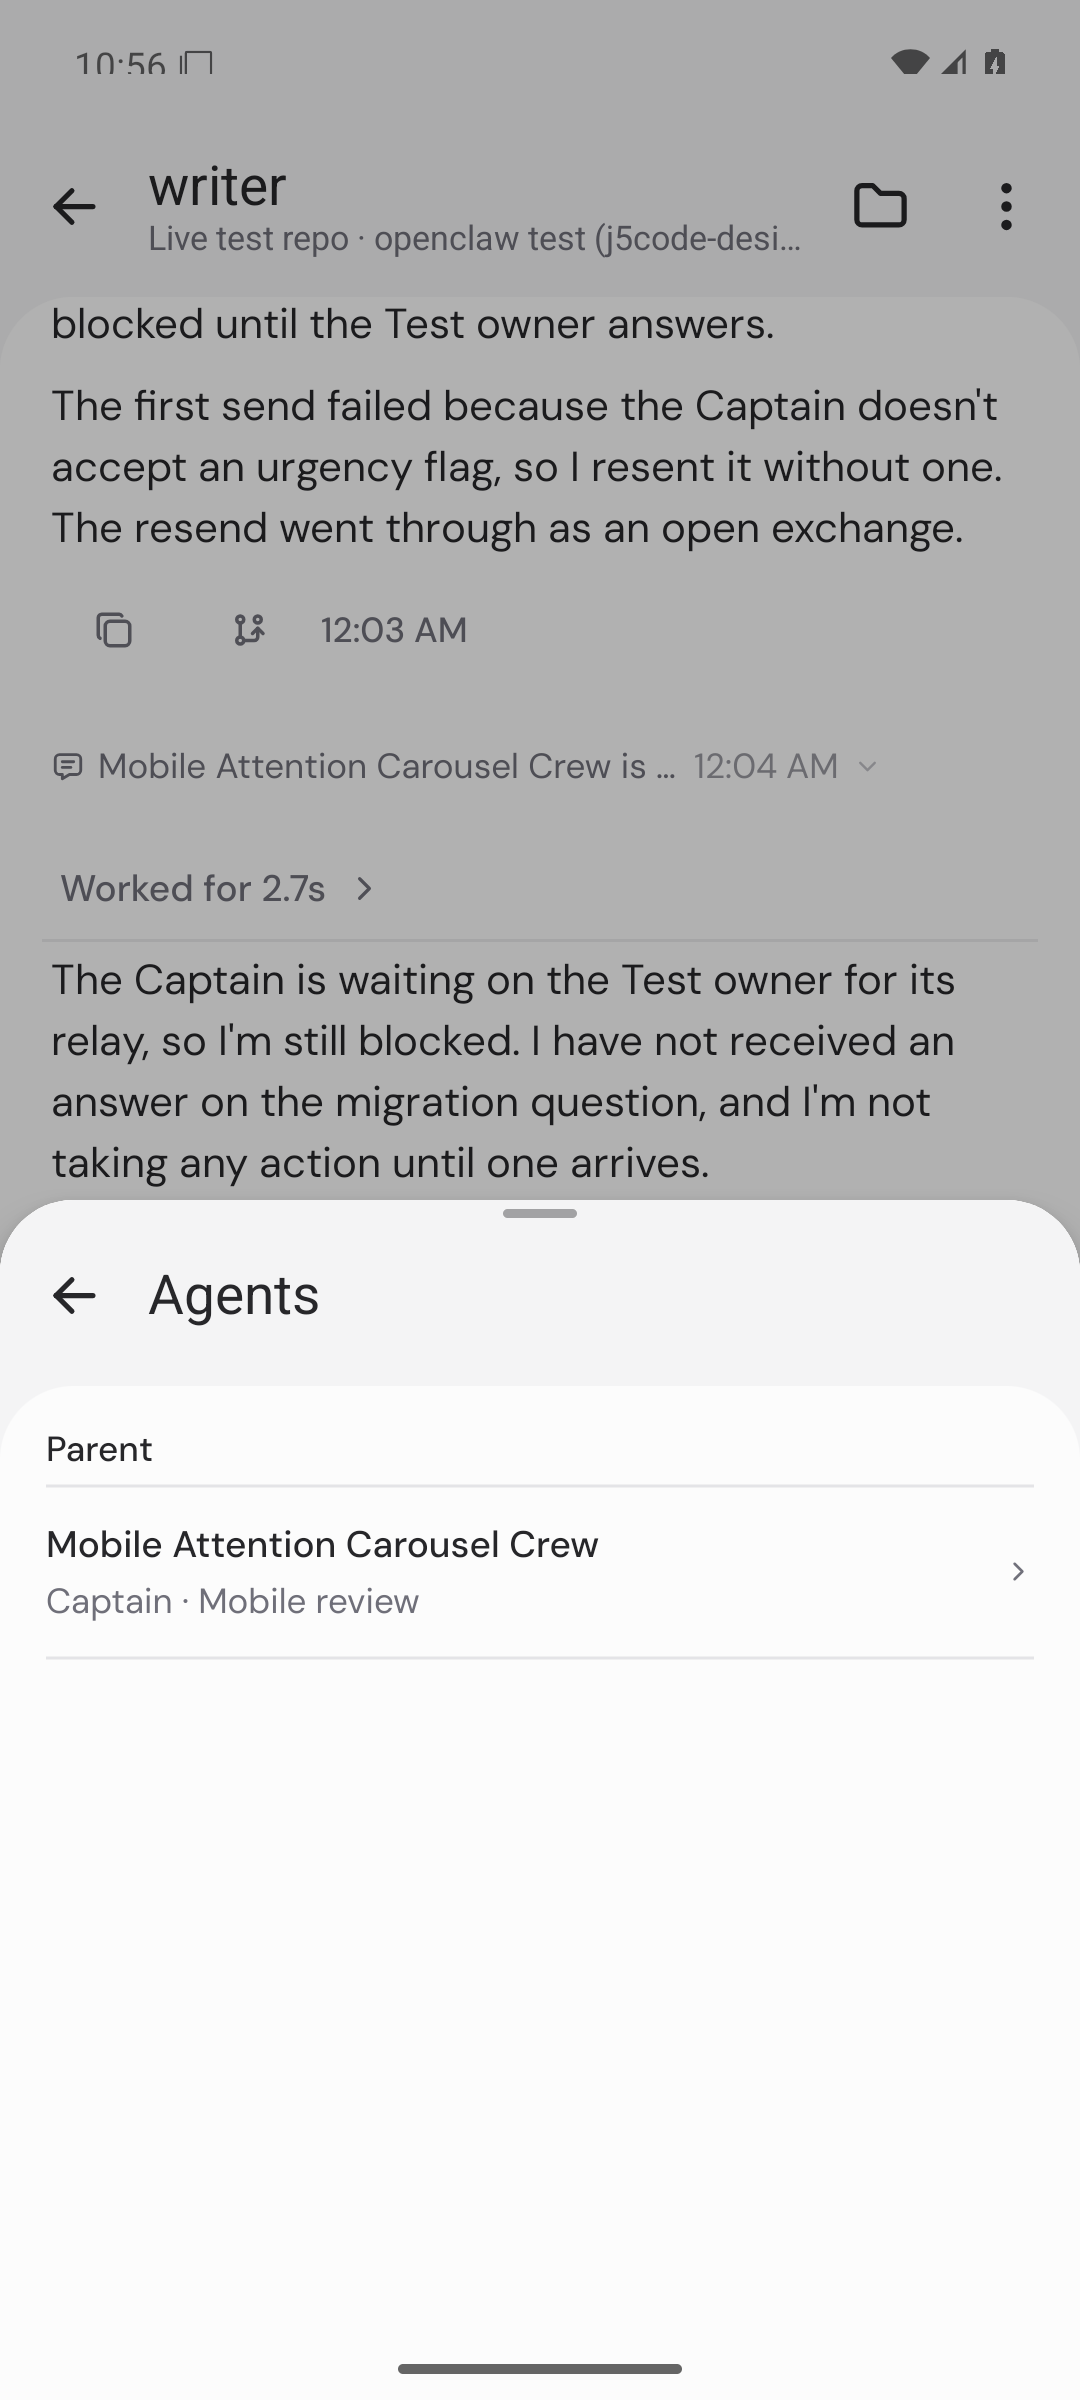 10:56
writer
Live test repo · openclaw test (j5code-desi...
blocked until the Test owner answers.
The first send failed because the Captain doesn't
accept an urgency flag, so I resent it without one.
The resend went through as an open exchange.
12:03 AM
Mobile Attention Carousel Crew is ... 12:04 AM
Worked for 2.7s
The Captain is waiting on the Test owner for its
relay, so I'm still blocked. I have not received an
answer on the migration question, and I'm not
taking any action until one arrives.
Agents
Parent
Mobile Attention Carousel Crew
Captain · Mobile review